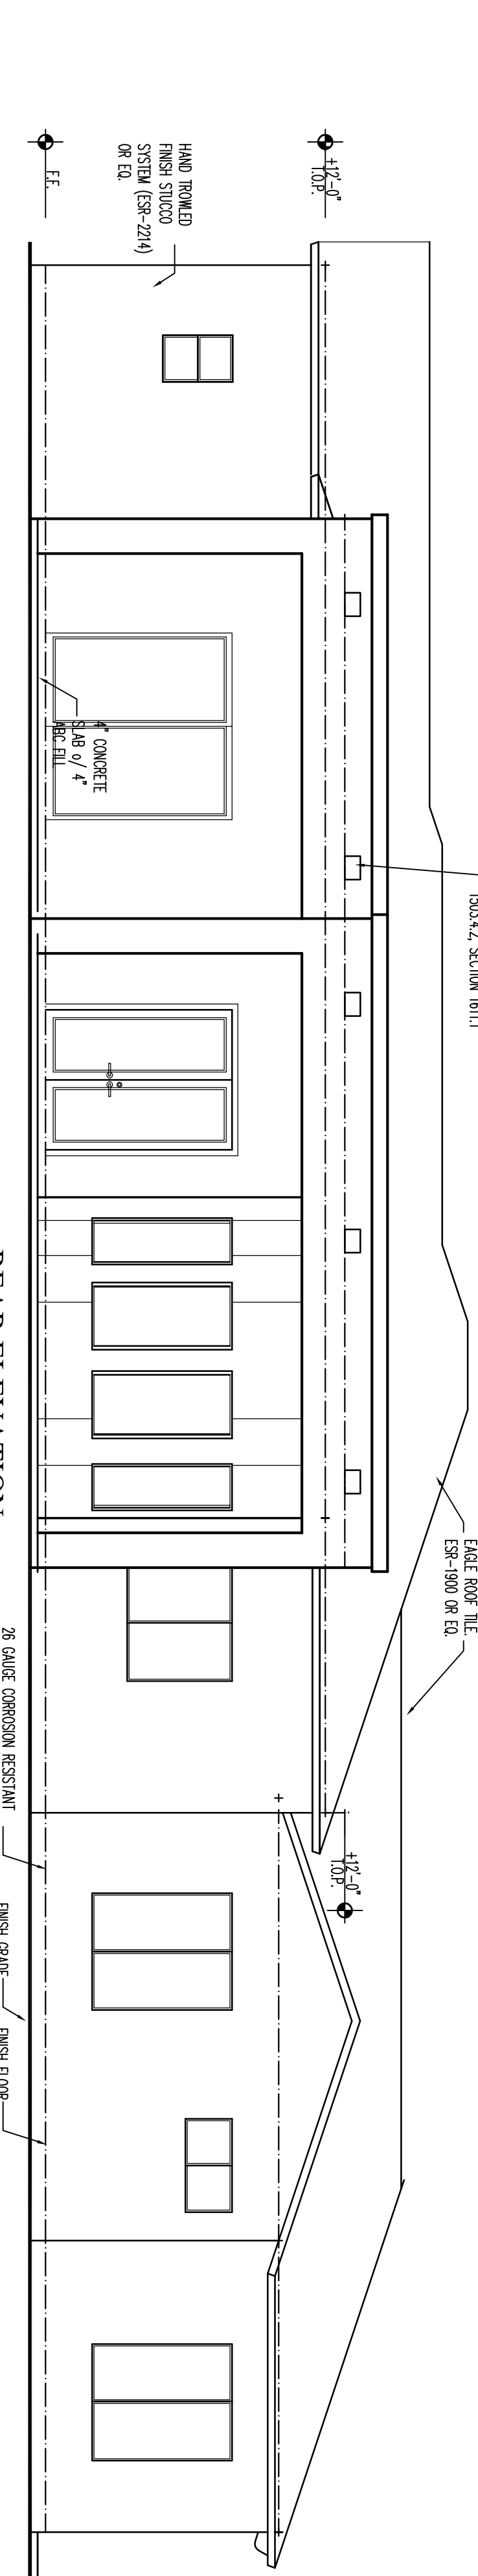 +12'-0"
T.O.P.
F.F.
HAND TROWLED
FINISH STUCCO
SYSTEM (ESR-2214)
OR EQ.
4" CONCRETE
SLAB o/ 4"
ABC FILL
1503.4.2, SECTION 1611.1
EAGLE ROOF TILE.
ESR-1900 OR EQ.
+12'-0"
T.O.P.
REAR ELEVATION
26 GAUGE CORROSION RESISTANT
FINISH GRADE
FINISH FLOOR